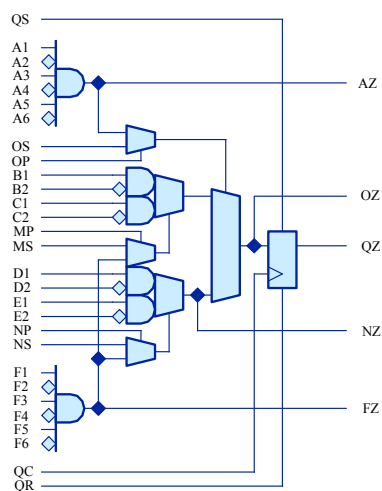 QS
A1
A2
A3
A4
A5
A6
AZ
OS
OP
B1
B2
C1
C2
MP
MS
OZ
QZ
D1
D2
E1
E2
NP
NS
NZ
F1
F2
F3
F4
F5
F6
FZ
QC
QR